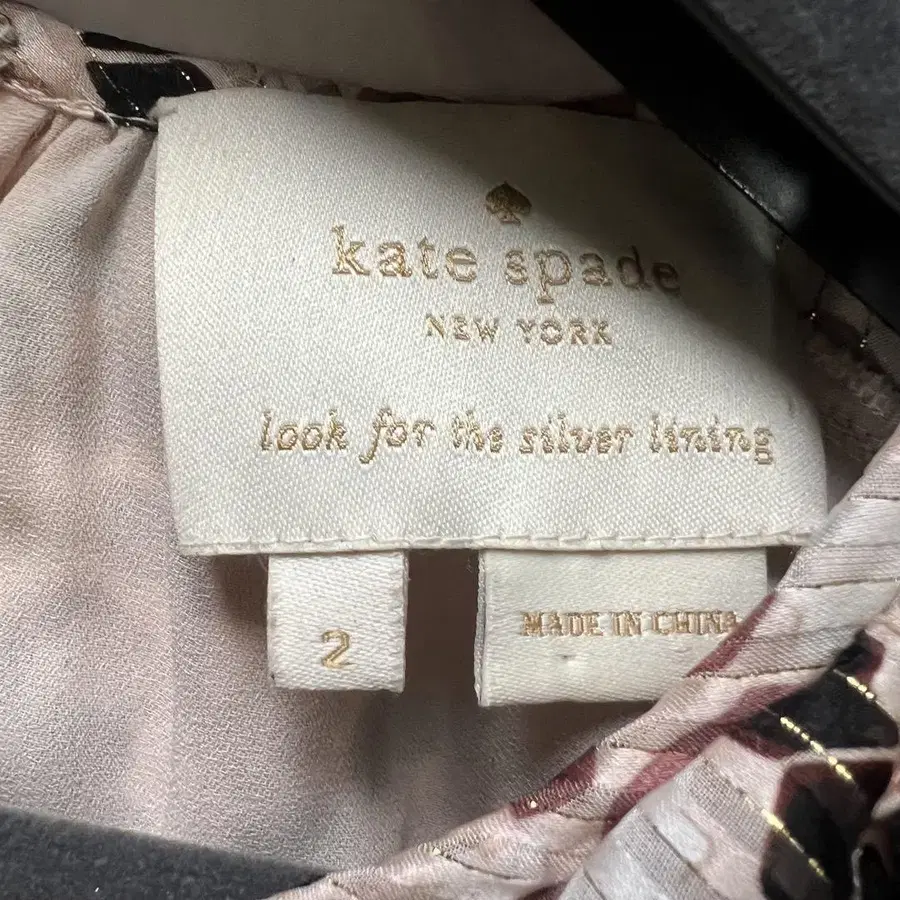 kate spade
NEW YORK
look for the silver lining
2
MADE IN CHINA